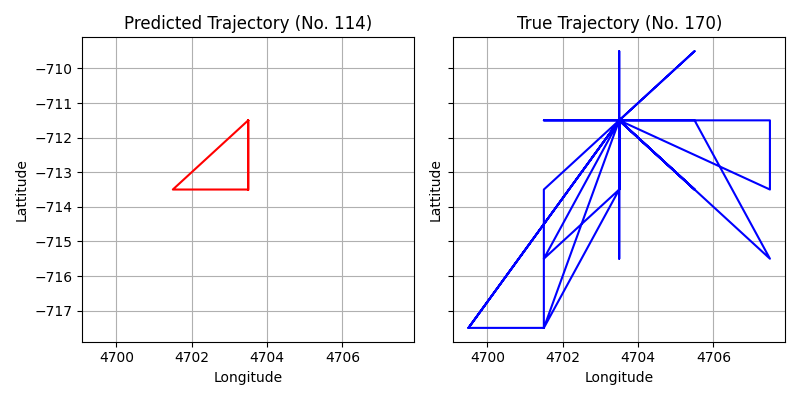 Predicted Trajectory (No. 114)
True Trajectory (No. 170)
Lattitude
−710
−711
−712
−713
−714
−715
−716
−717
4700
4702
4704
4706
Longitude
Lattitude
4700
4702
4704
4706
Longitude